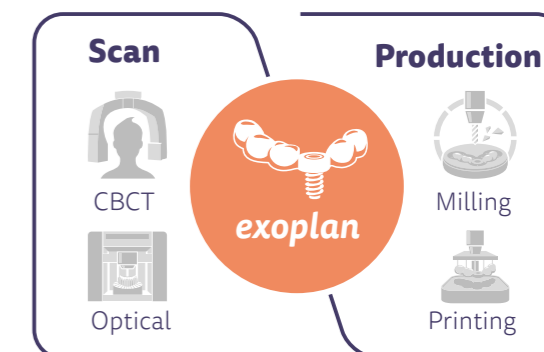 Scan
CBCT
Optical
exoplan
Production
Milling
Printing